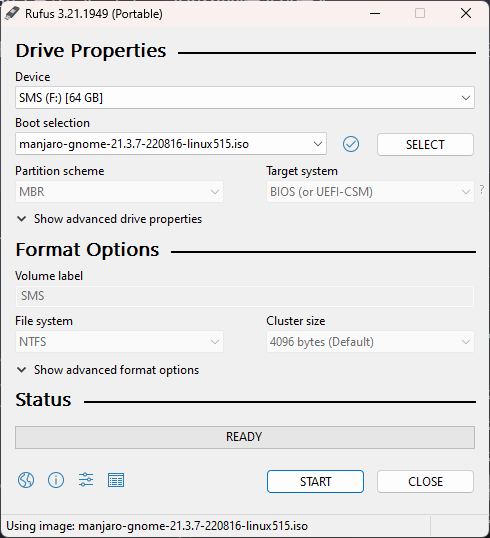 Rufus 3.21.1949 (Portable)
Drive Properties
Device
SMS (F:) [64 GB]
Boot selection
manjaro-gnome-21.3.7-220816-linux515.iso
SELECT
Partition scheme
Target system
MBR
BIOS (or UEFI-CSM)
?
Show advanced drive properties
Format Options
Volume label
SMS
File system
Cluster size
NTFS
4096 bytes (Default)
Show advanced format options
Status
READY
START
CLOSE
Using image: manjaro-gnome-21.3.7-220816-linux515.iso